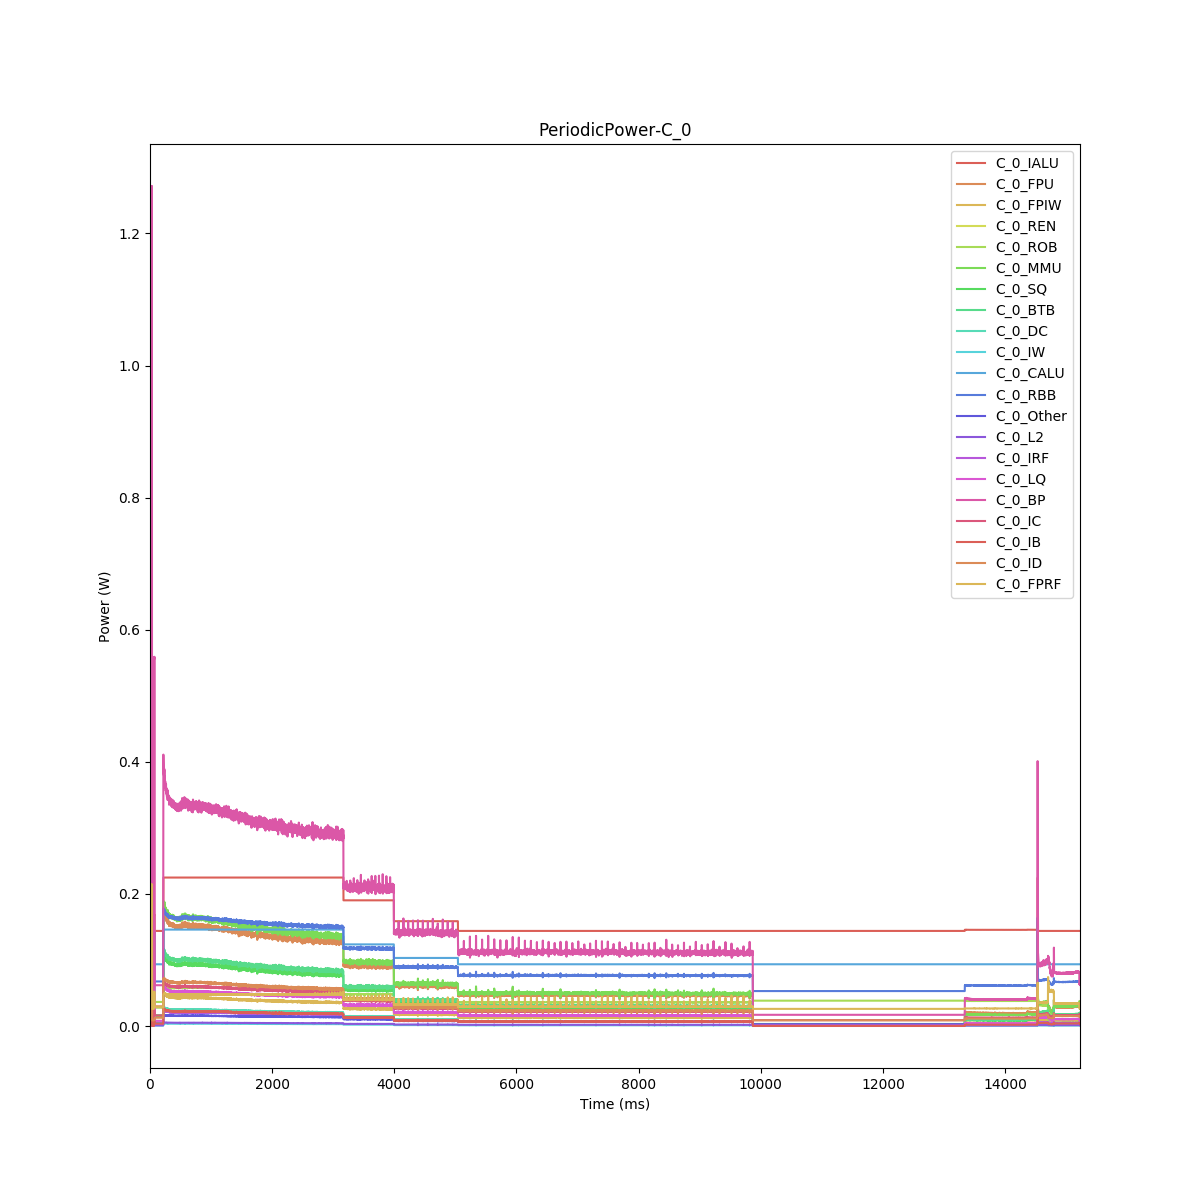 PeriodicPower-C_0
1.2
1.0
0.8
0.6
0.4
0.2
0.0
Power (W)
0 2000 4000 6000 8000 10000 12000 14000
Time (ms)
C_0_IALU
C_0_FPU
C_0_FPIW
C_0_REN
C_0_ROB
C_0_MMU
C_0_SQ
C_0_BTB
C_0_DC
C_0_IW
C_0_CALU
C_0_RBB
C_0_Other
C_0_L2
C_0_IRF
C_0_LQ
C_0_BP
C_0_IC
C_0_IB
C_0_ID
C_0_FPRF